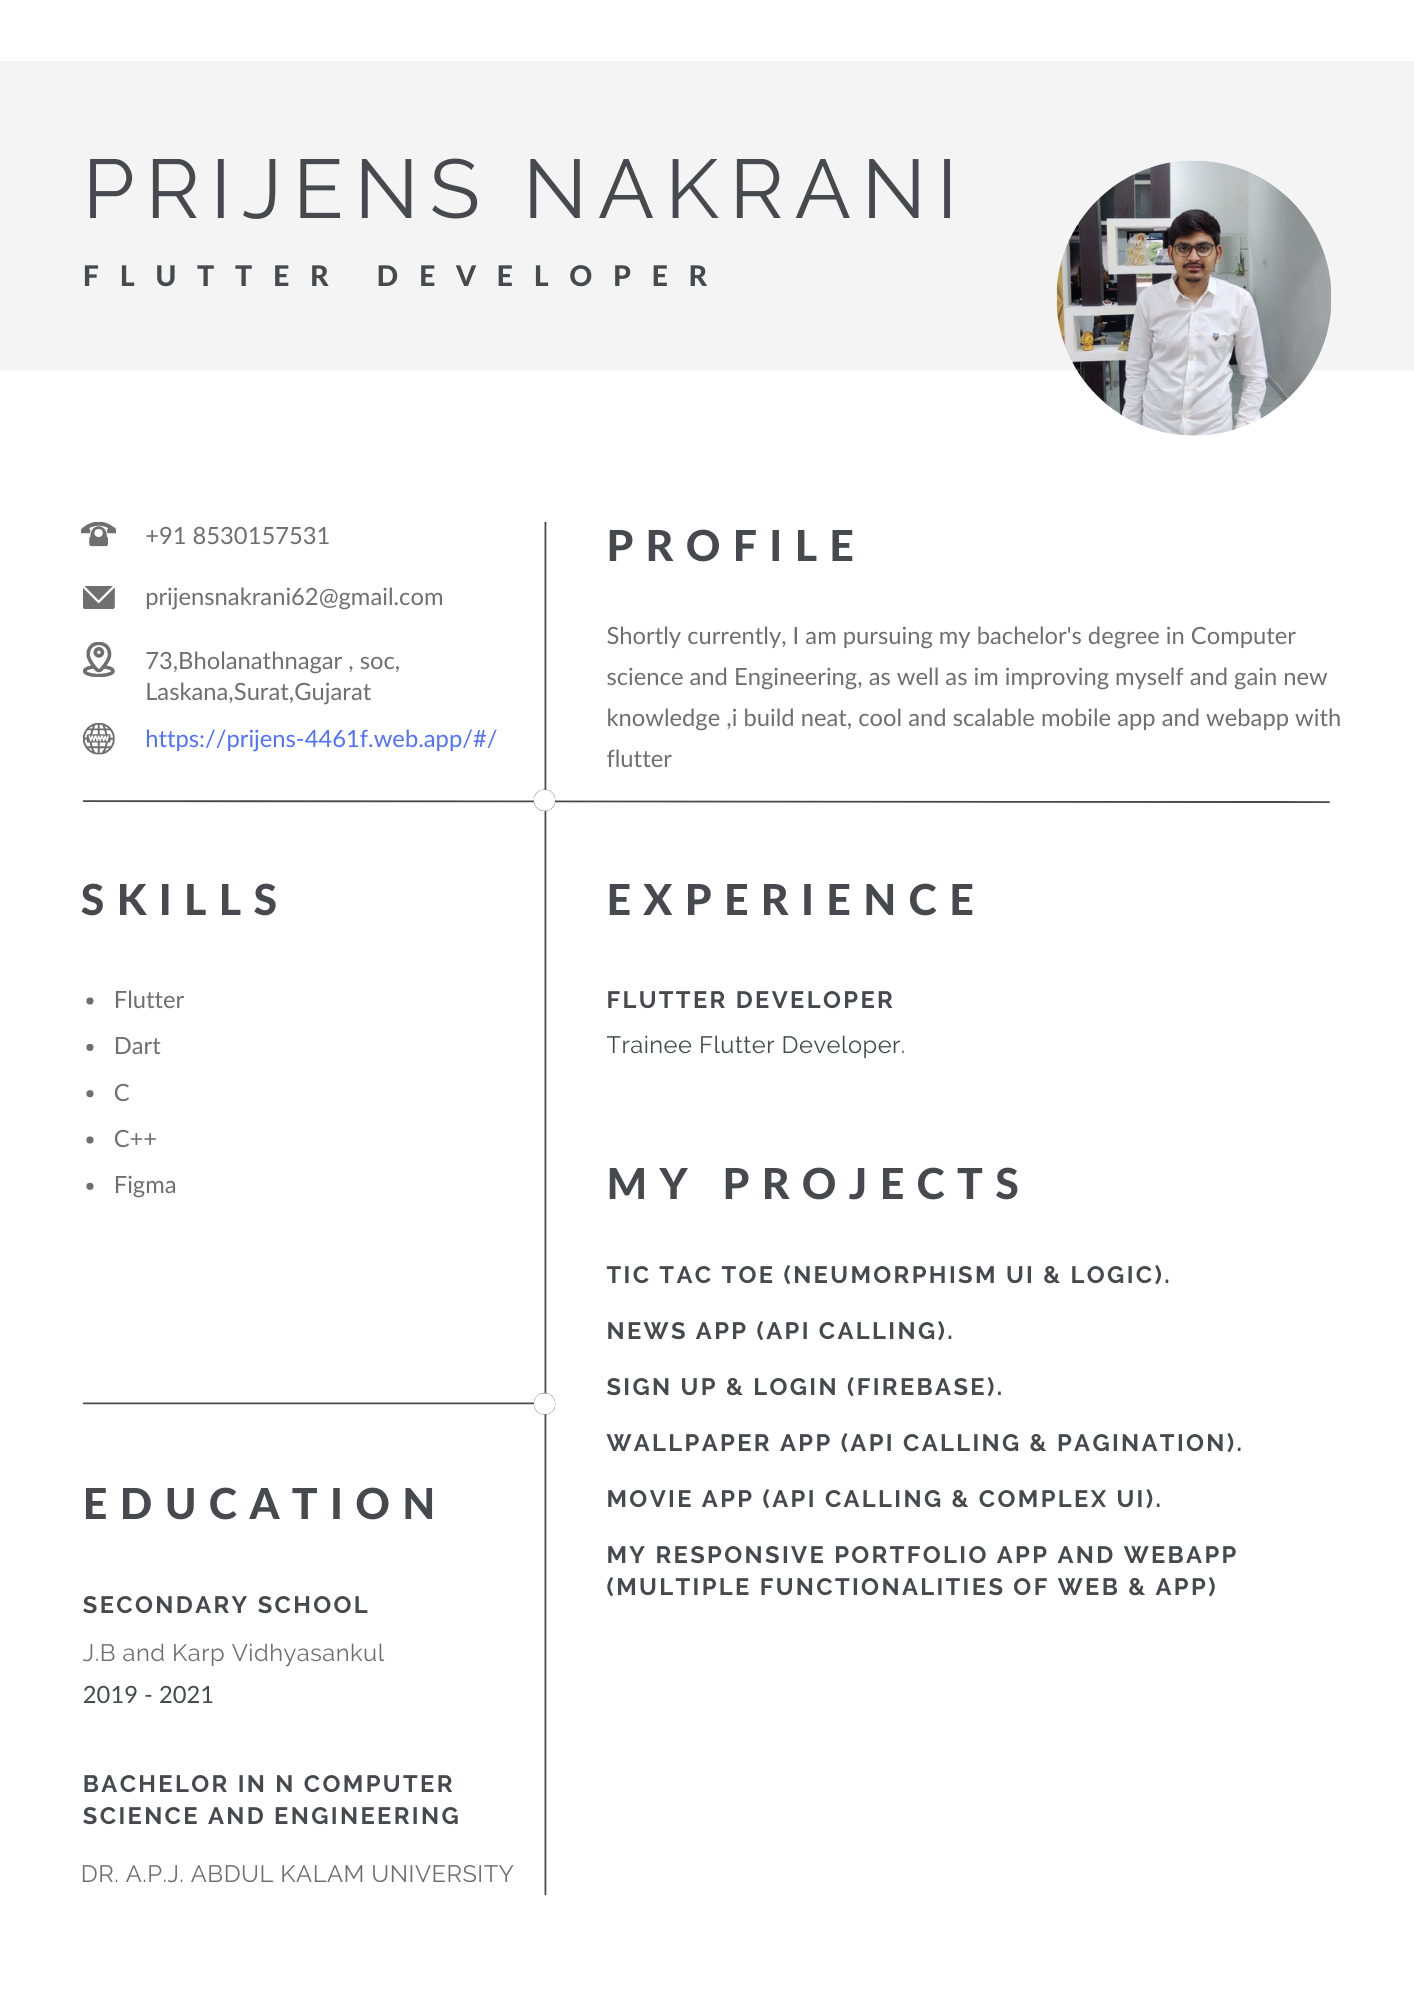 PRIJENS NAKRANI
FLUTTER DEVELOPER
+91 8530157531
prijensnakrani62@gmail.com
73,Bholanathnagar , soc,
Laskana,Surat,Gujarat
https://prijens-4461f.web.app/#/
PROFILE
Shortly currently, I am pursuing my bachelor's degree in Computer
science and Engineering, as well as im improving myself and gain new
knowledge ,i build neat, cool and scalable mobile app and webapp with
flutter
SKILLS
• Flutter
• Dart
• C
• C++
• Figma
EDUCATION
SECONDARY SCHOOL
J.B and Karp Vidhyasankul
2019 - 2021
BACHELOR IN N COMPUTER
SCIENCE AND ENGINEERING
DR. A.P.J. ABDUL KALAM UNIVERSITY
EXPERIENCE
FLUTTER DEVELOPER
Trainee Flutter Developer.
MY PROJECTS
TIC TAC TOE (NEUMORPHISM UI & LOGIC).
NEWS APP (API CALLING).
SIGN UP & LOGIN (FIREBASE).
WALLPAPER APP (API CALLING & PAGINATION).
MOVIE APP (API CALLING & COMPLEX UI).
MY RESPONSIVE PORTFOLIO APP AND WEBAPP
(MULTIPLE FUNCTIONALITIES OF WEB & APP)